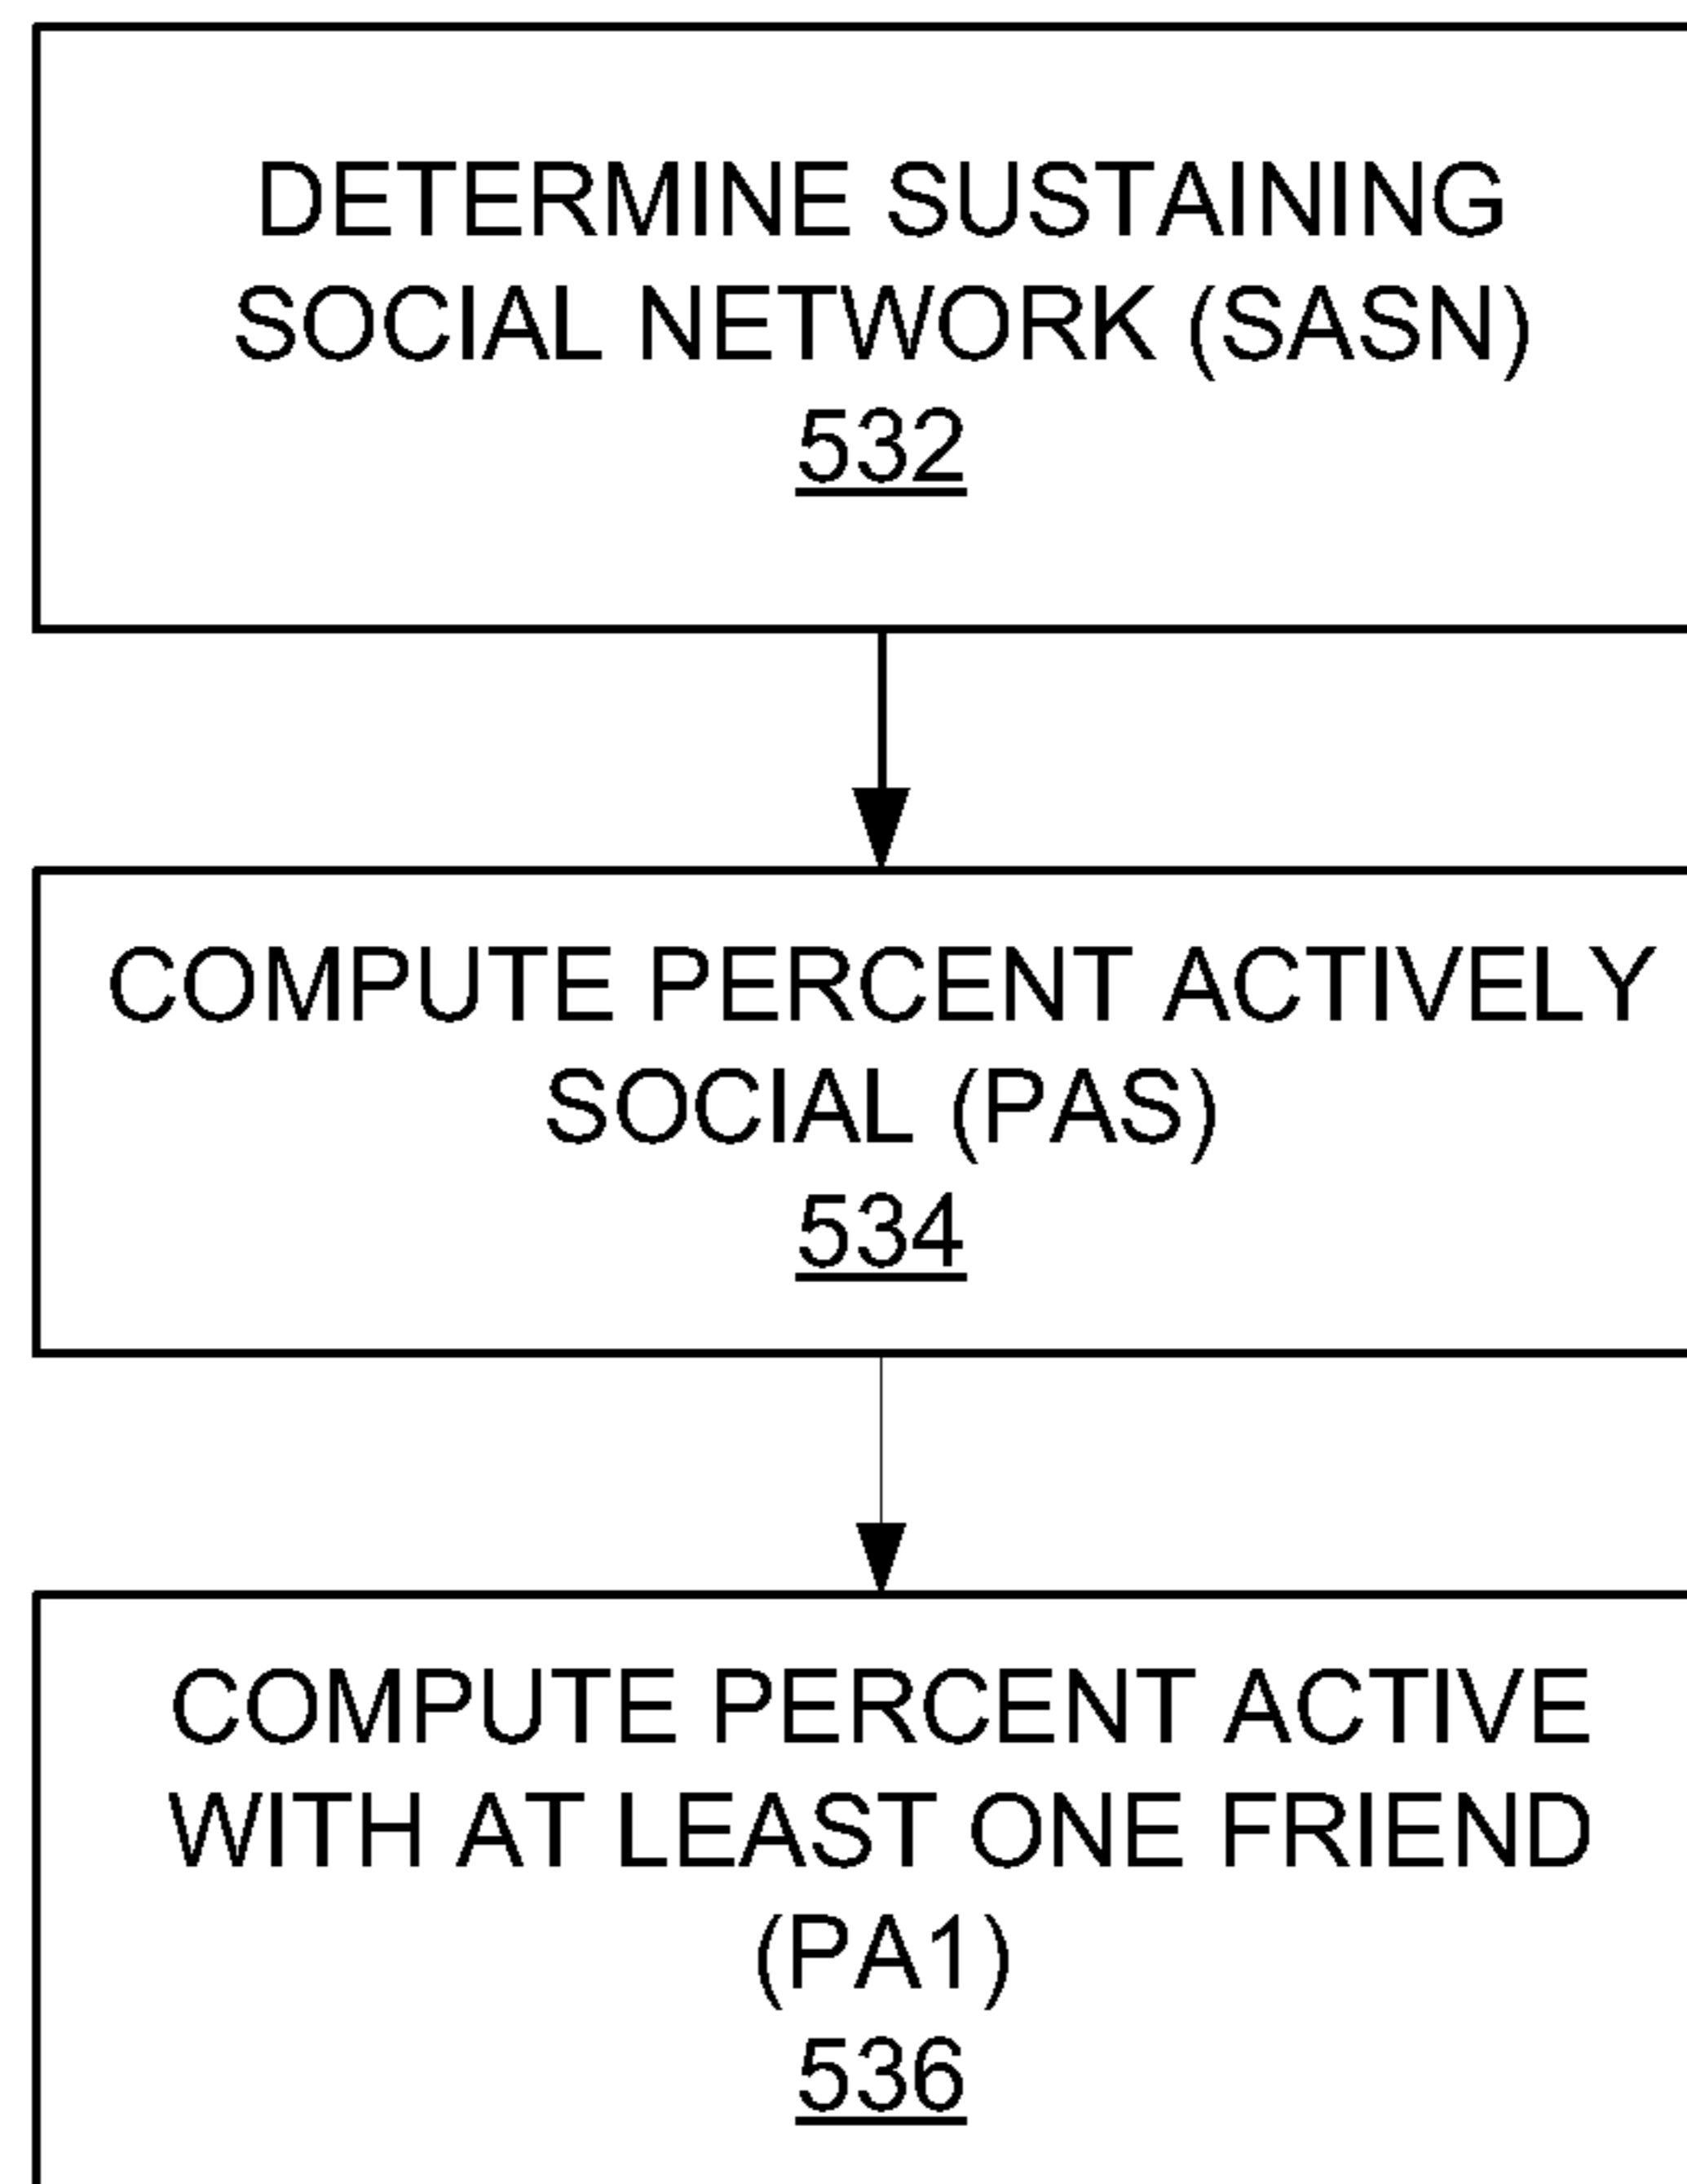 DETERMINE SUSTAINING
SOCIAL NETWORK (SASN)
532
COMPUTE PERCENT ACTIVELY
SOCIAL (PAS)
534
COMPUTE PERCENT ACTIVE
WITH AT LEAST ONE FRIEND
(PA1)
536